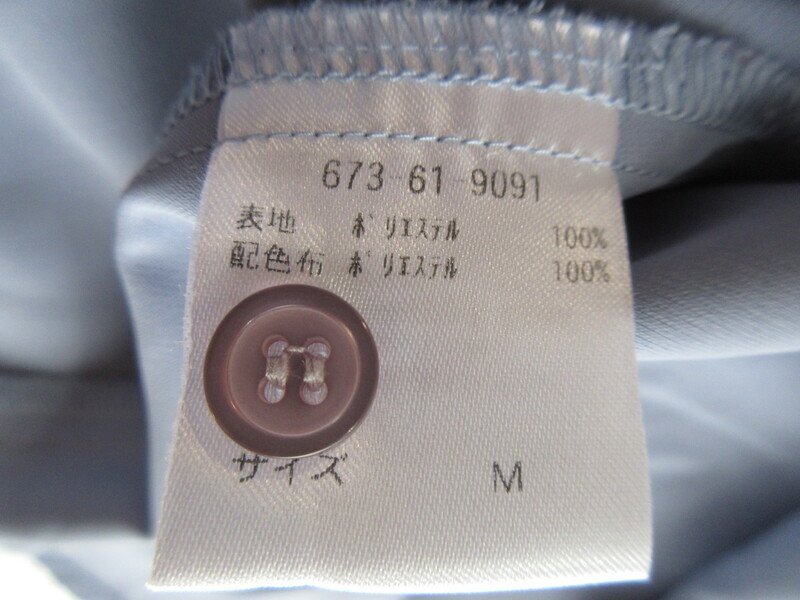 673-61-9091
表地 ﾎﾟﾘｴｽﾃﾙ 100%
配色布 ﾎﾟﾘｴｽﾃﾙ 100%
サイズ M